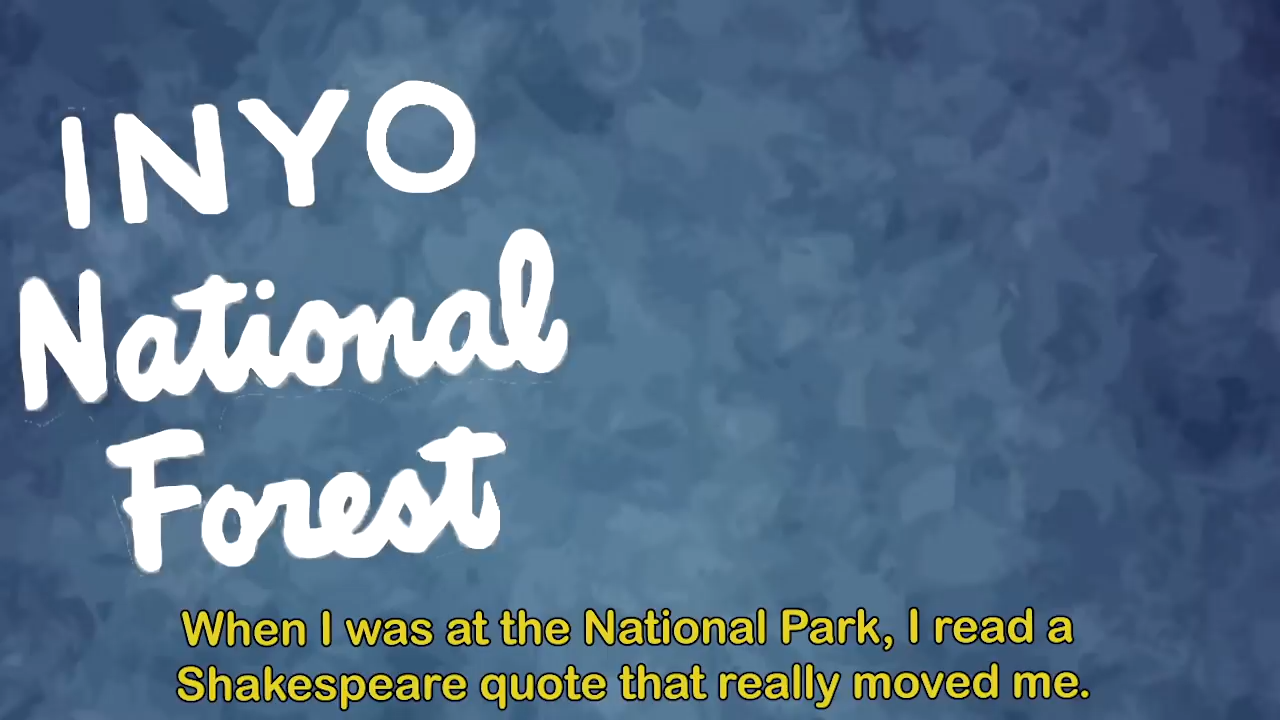 INYO
National
Forest
When I was at the National Park, I read a
Shakespeare quote that really moved me.